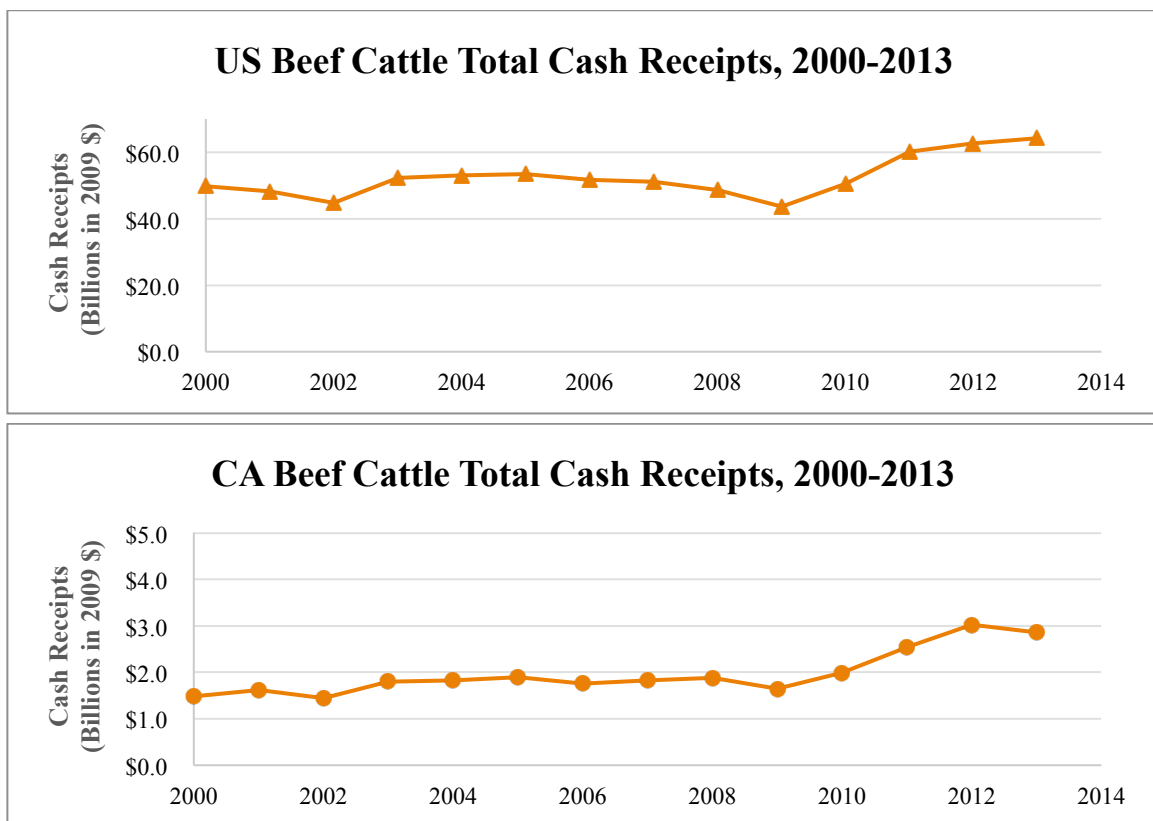 US Beef Cattle Total Cash Receipts, 2000-2013
Cash Receipts
(Billions in 2009 $)
$60.0
$40.0
$20.0
$0.0
2000 2002 2004 2006 2008 2010 2012 2014
CA Beef Cattle Total Cash Receipts, 2000-2013
Cash Receipts
(Billions in 2009 $)
$5.0
$4.0
$3.0
$2.0
$1.0
$0.0
2000 2002 2004 2006 2008 2010 2012 2014